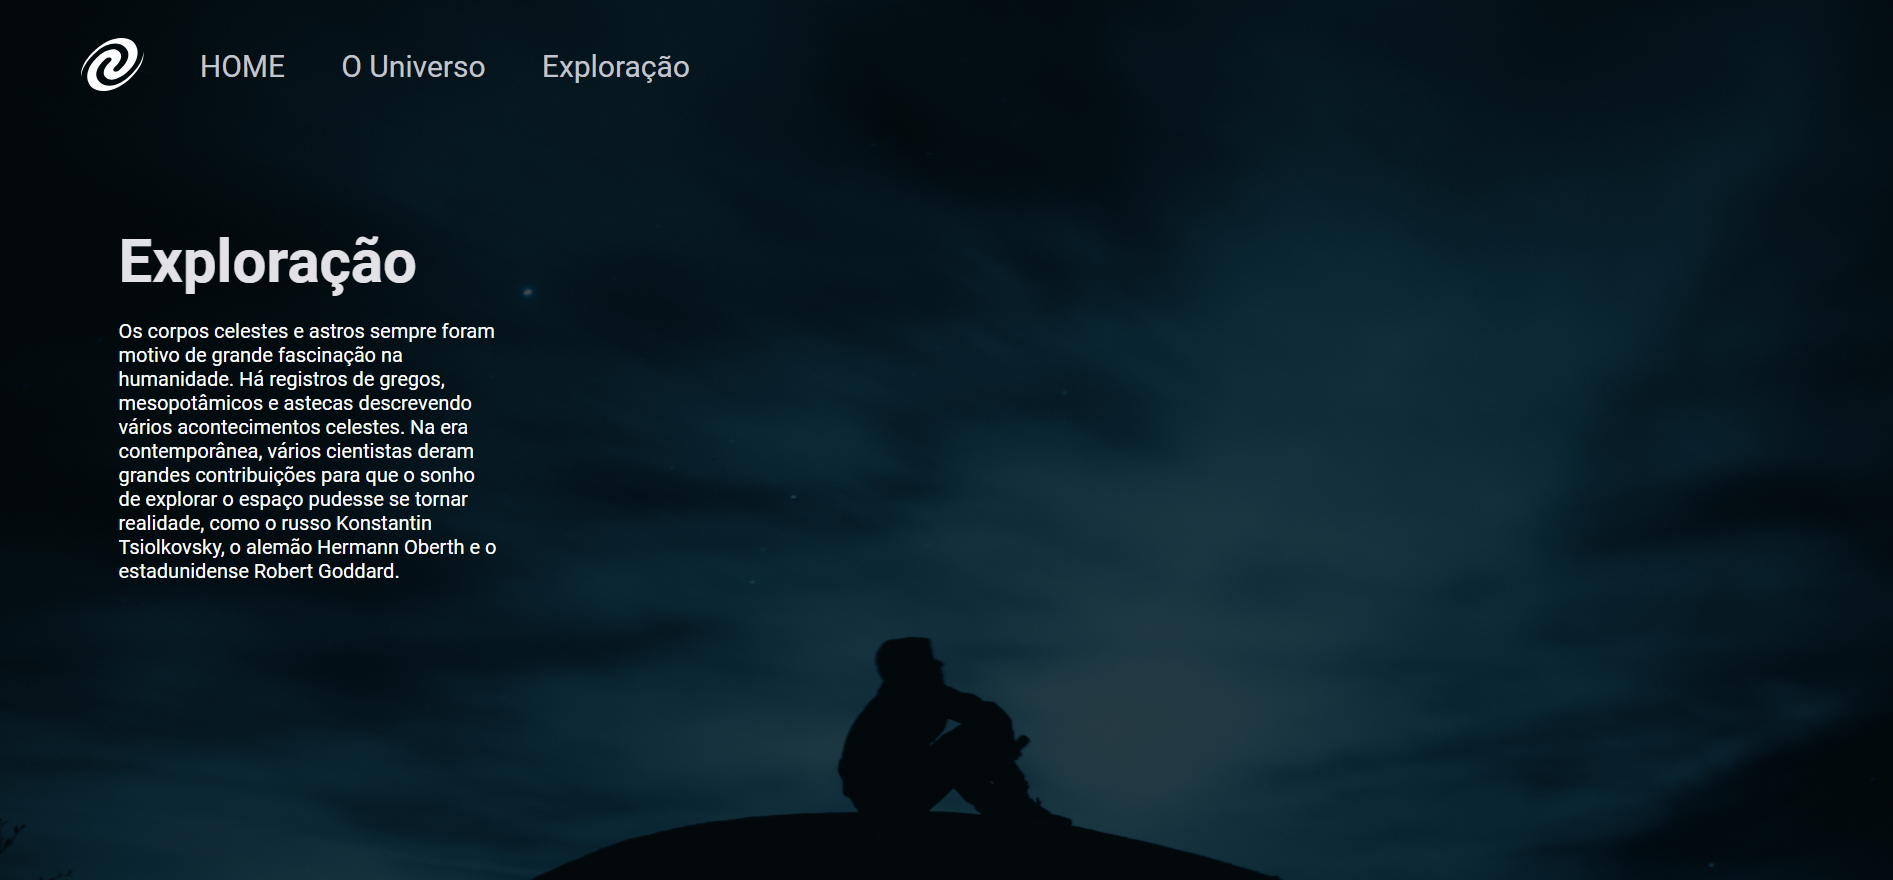 HOME O Universo Exploração
Exploração
Os corpos celestes e astros sempre foram
motivo de grande fascinação na
humanidade. Há registros de gregos,
mesopotâmicos e astecas descrevendo
vários acontecimentos celestes. Na era
contemporânea, vários cientistas deram
grandes contribuições para que o sonho
de explorar o espaço pudesse se tornar
realidade, como o russo Konstantin
Tsiolkovsky, o alemão Hermann Oberth e o
estadunidense Robert Goddard.